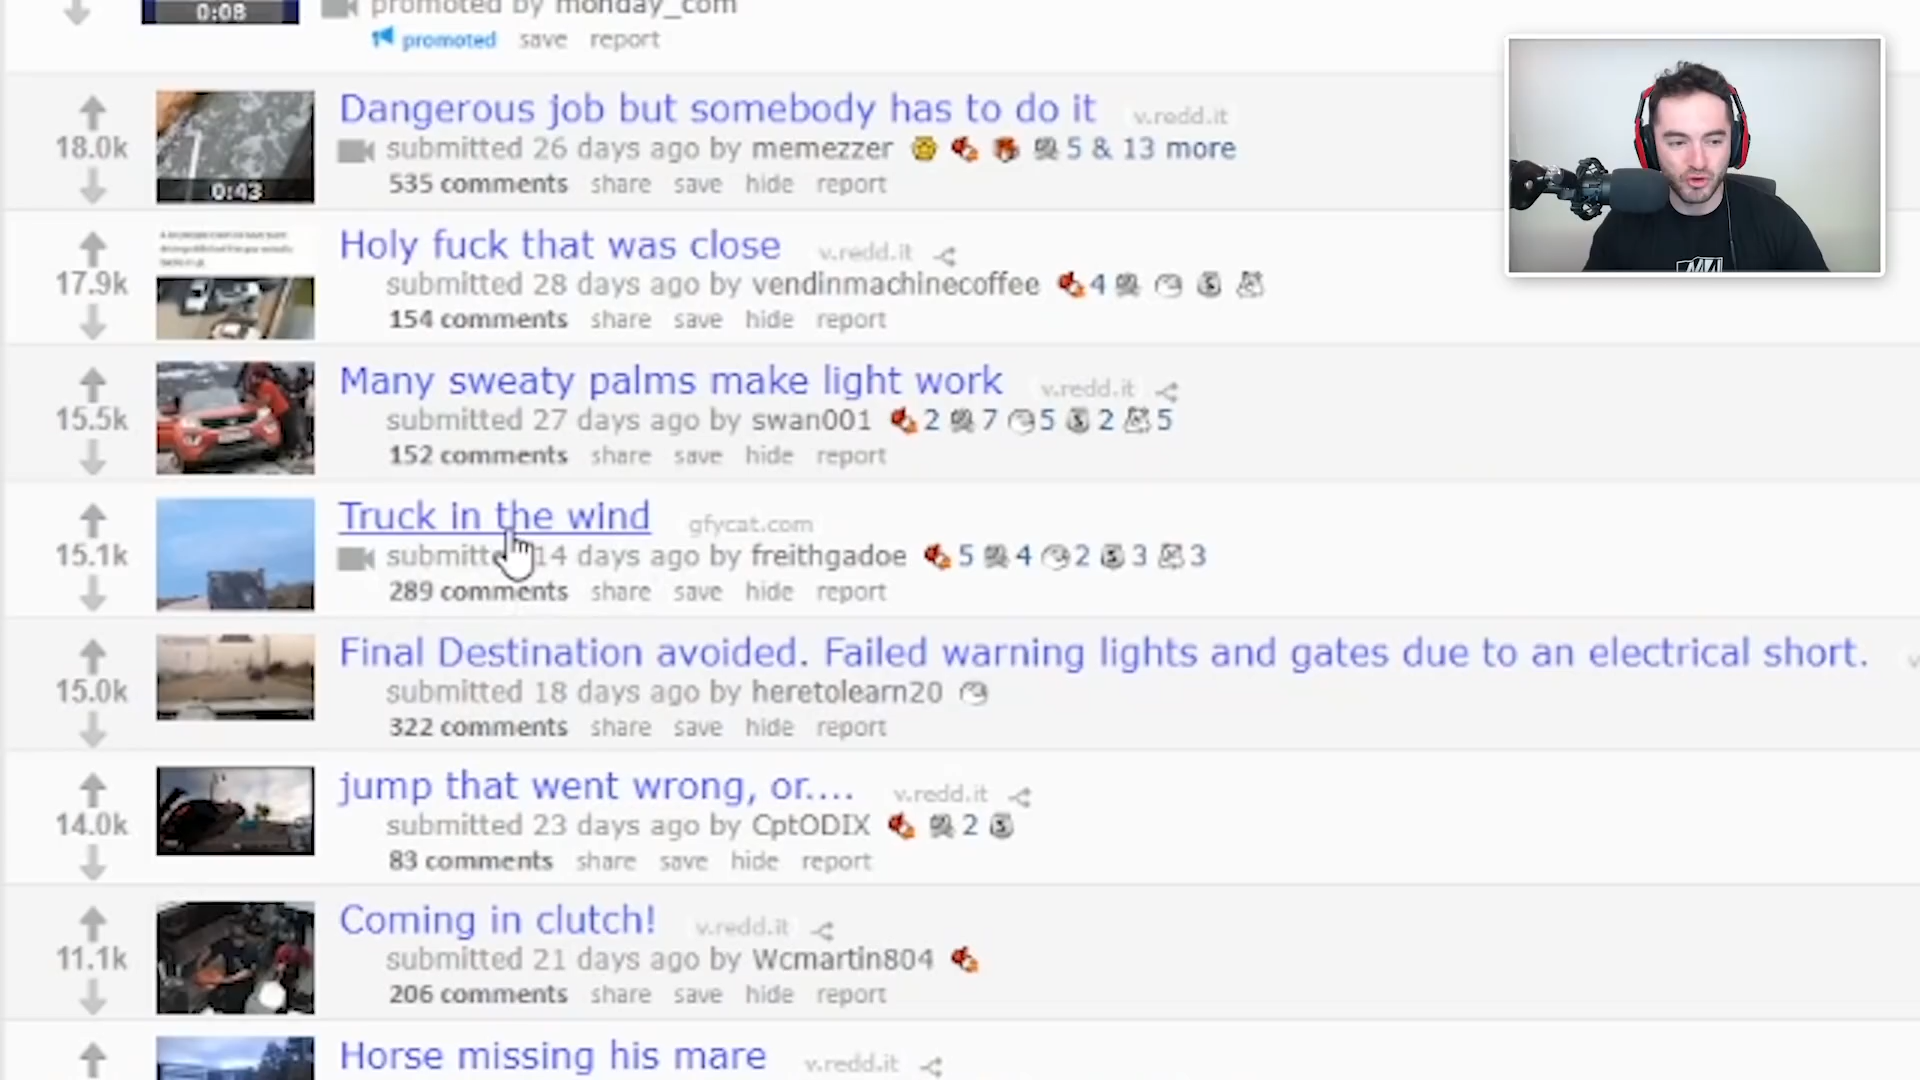 0:08
promoted by monday_com
promoted save report
18.0k
0:43
Dangerous job but somebody has to do it v.redd.it
submitted 26 days ago by memezzer 5 & 13 more
535 comments share save hide report
17.9k
Holy fuck that was close v.redd.it
submitted 28 days ago by vendinmachinecoffee 4
154 comments share save hide report
15.5k
Many sweaty palms make light work v.redd.it
submitted 27 days ago by swan001 2 7 5 2 5
152 comments share save hide report
15.1k
Truck in the wind gfycat.com
14 days ago by freithgadoe 5 4 2 3 3
289 comments share save hide report
15.0k
Final Destination avoided. Failed warning lights and gates due to an electrical short.
submitted 18 days ago by heretolearn20
322 comments share save hide report
14.0k
jump that went wrong, or.... v.redd.it
submitted 23 days ago by CptODIX 2
83 comments share save hide report
11.1k
Coming in clutch! v.redd.it
submitted 21 days ago by Wcmartin804
206 comments share save hide report
Horse missing his mare v.redd.it